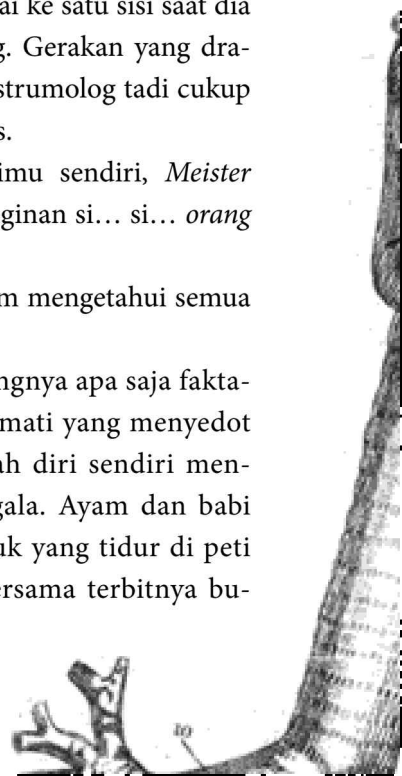 ai ke satu sisi saat dia
g. Gerakan yang dra-
strumolog tadi cukup
s.
imu sendiri, Meister
ginan si… si… orang
m mengetahui semua
ngnya apa saja fakta-
mati yang menyedot
ah diri sendiri men-
gala. Ayam dan babi
uk yang tidur di peti
ersama terbitnya bu-
10